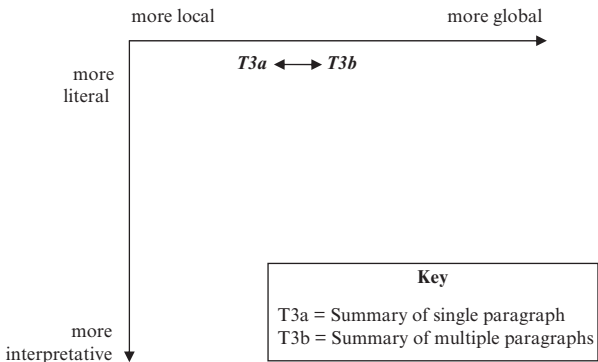 more local more global
T3a T3b
more
literal
more
interpretative
Key
T3a = Summary of single paragraph
T3b = Summary of multiple paragraphs